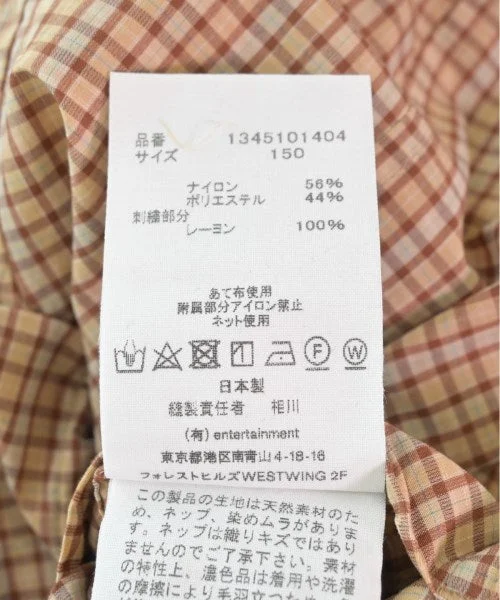 品番 1345101404
サイズ 150
ナイロン 56%
ポリエステル 44%
刺繍部分
レーヨン 100%
あて布使用
附属部分アイロン禁止
ネット使用
F W
日本製
縫製責任者 相川
(有) entertainment
東京都港区南青山4-18-16
フォレストヒルズWESTWING 2F
この製品の生地は天然素材のた
め、ネップ、染めムラがありま
す。ネップは織りキズではあり
ませんのでご了承下さい。素材
の特性上、濃色品は着用や洗濯
の摩擦により毛羽立つため